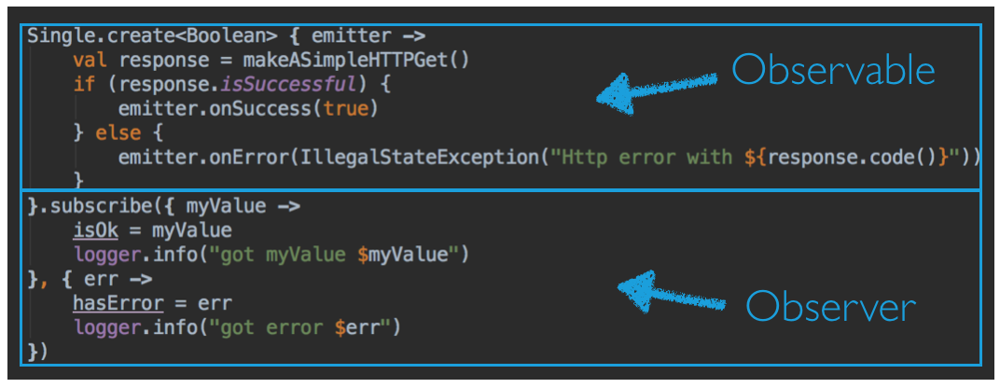 Single.create<Boolean> { emitter ->
    val response = makeASimpleHTTPGet()
    if (response.isSuccessful) {
        emitter.onSuccess(true)
    } else {
        emitter.onError(IllegalStateException("Http error with ${response.code()}"))
    }
Observable
}.subscribe({ myValue ->
    isOk = myValue
    logger.info("got myValue $myValue")
}, { err ->
    hasError = err
    logger.info("got error $err")
})
Observer